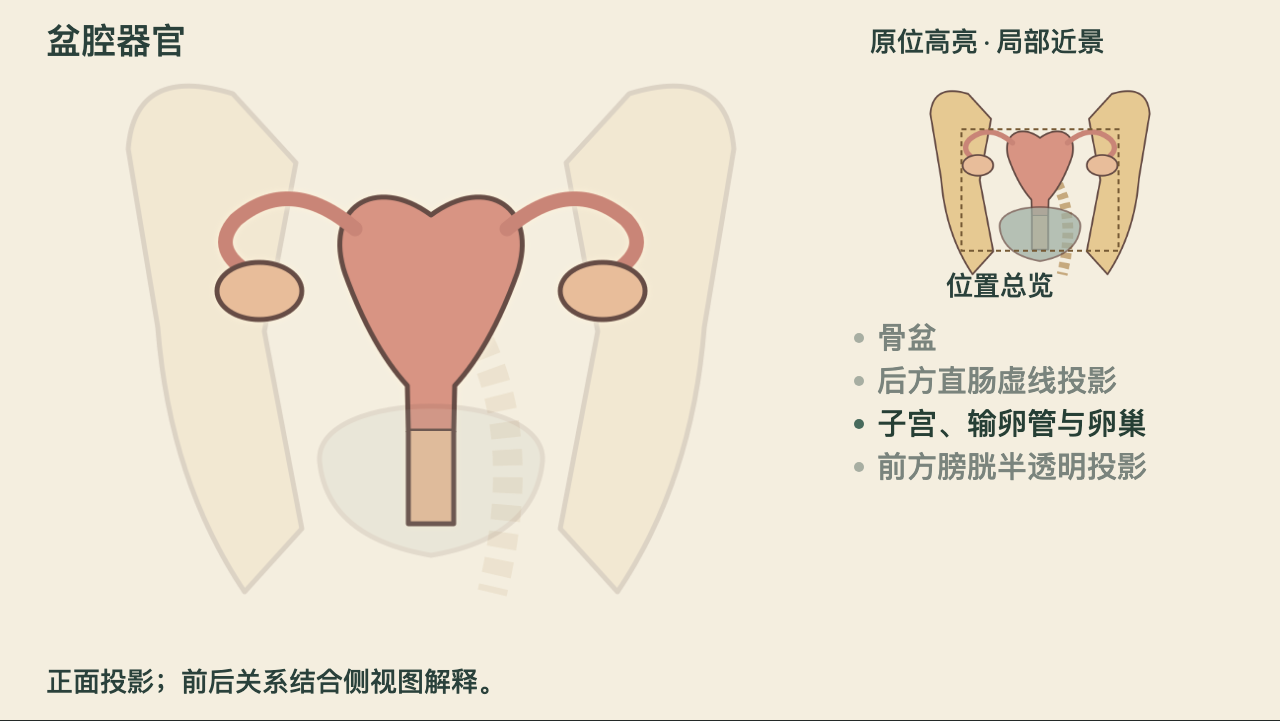 盆腔器官
原位高亮 · 局部近景
位置总览
骨盆
后方直肠虚线投影
子宫、输卵管与卵巢
前方膀胱半透明投影
正面投影；前后关系结合侧视图解释。